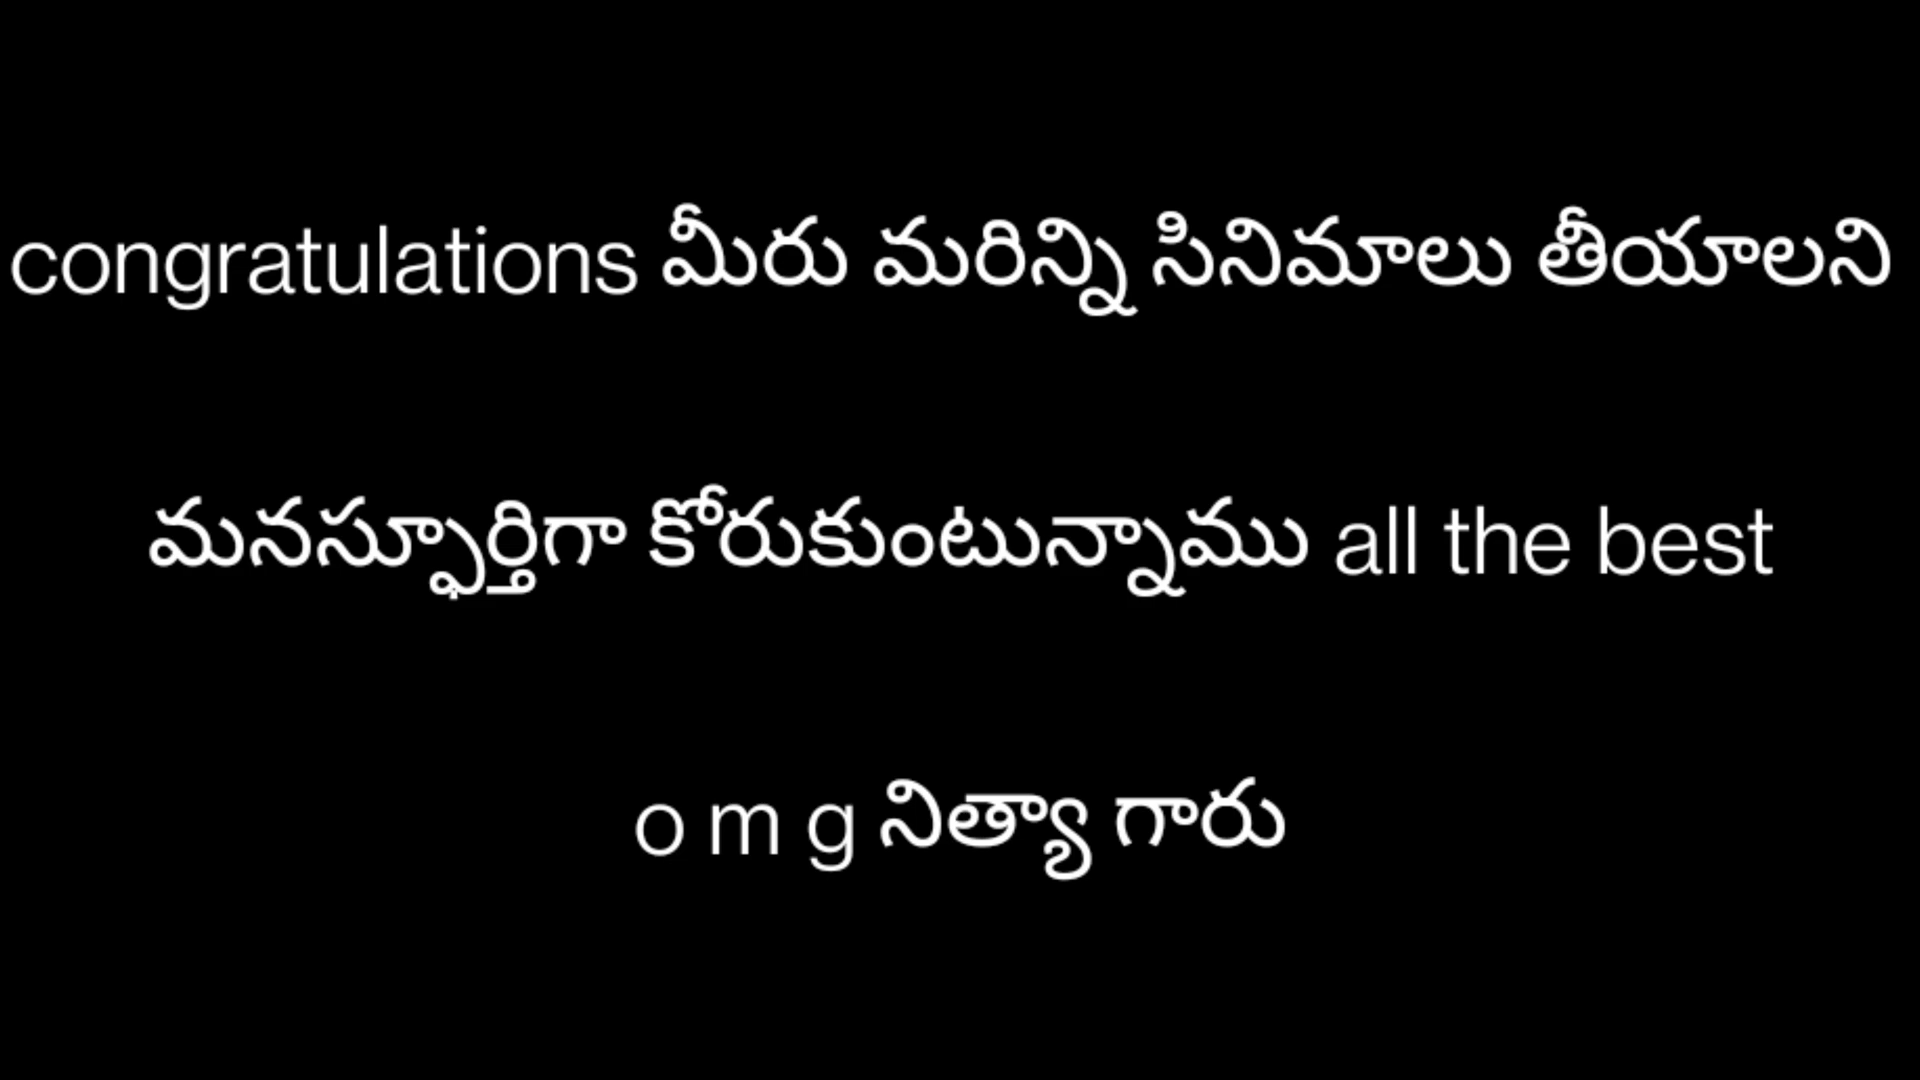 congratulations మీరు మరిన్ని సినిమాలు తీయాలని
మనస్ఫూర్తిగా కోరుకుంటున్నాము all the best
o m g నిత్యా గారు